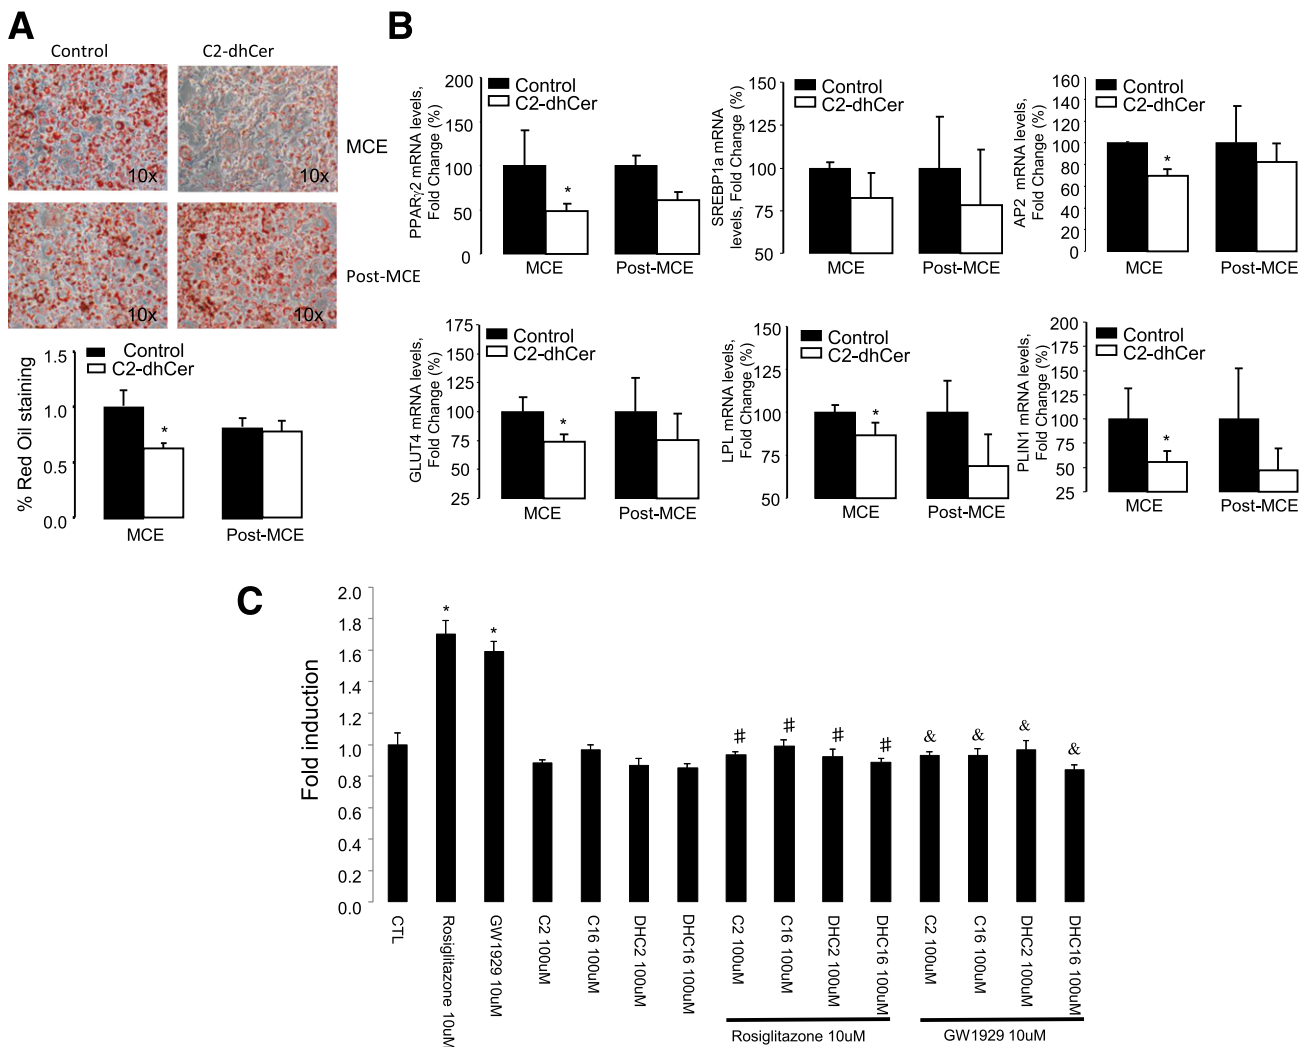 A
Control
C2-dhCer
10x
10x
MCE
10x
10x
Post-MCE
% Red Oil staining
1.5
1.0
0.5
0.0
Control
C2-dhCer
*
MCE
Post-MCE
B
PPARγ2 mRNA levels,
Fold Change (%)
200
150
100
50
0
Control
C2-dhCer
*
MCE
Post-MCE
SREBP1a mRNA
levels, Fold Change (%)
150
125
100
75
50
Control
C2-dhCer
MCE
Post-MCE
AP2 mRNA levels,
Fold Change (%)
160
140
120
100
80
60
40
20
0
Control
C2-dhCer
*
MCE
Post-MCE
GLUT4 mRNA levels,
Fold Change (%)
175
150
125
100
75
50
25
Control
C2-dhCer
*
MCE
Post-MCE
LPL mRNA levels,
Fold Change (%)
150
125
100
75
50
Control
C2-dhCer
*
MCE
Post-MCE
PLIN1 mRNA levels,
Fold Change (%)
200
175
150
125
100
75
50
25
Control
C2-dhCer
*
MCE
Post-MCE
C
Fold induction
2.0
1.8
1.6
1.4
1.2
1.0
0.8
0.6
0.4
0.2
0.0
*
*
#
#
#
#
&
&
&
&
CTL
Rosiglitazone 10uM
GW1929 10uM
C2 100uM
C16 100uM
DHC2 100uM
DHC16 100uM
C2 100uM
C16 100uM
DHC2 100uM
DHC16 100uM
C2 100uM
C16 100uM
DHC2 100uM
DHC16 100uM
Rosiglitazone 10uM
GW1929 10uM